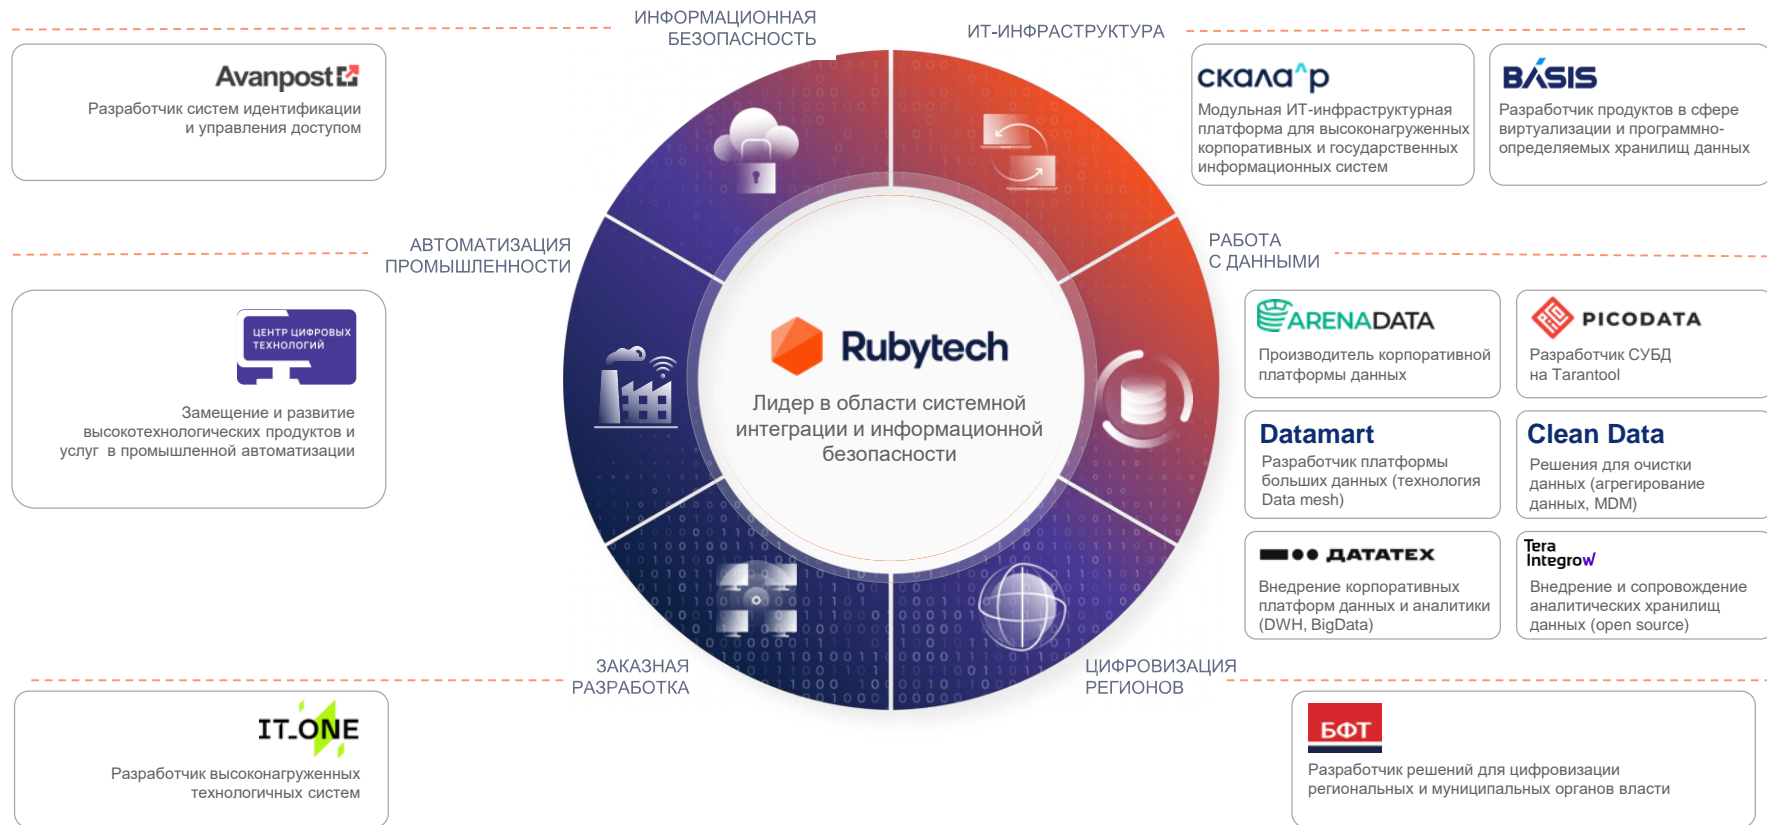 ИНФОРМАЦИОННАЯ
БЕЗОПАСНОСТЬ
Avanpost
Разработчик систем идентификации
и управления доступом
ИТ-ИНФРАСТРУКТУРА
скала^р
Модульная ИТ-инфраструктурная
платформа для высоконагруженных
корпоративных и государственных
информационных систем
BASIS
Разработчик продуктов в сфере
виртуализации и программно-
определяемых хранилищ данных
АВТОМАТИЗАЦИЯ
ПРОМЫШЛЕННОСТИ
ЦЕНТР ЦИФРОВЫХ
ТЕХНОЛОГИЙ
Замещение и развитие
высокотехнологических продуктов и
услуг в промышленной автоматизации
Rubytech
Лидер в области системной
интеграции и информационной
безопасности
РАБОТА
С ДАННЫМИ
ARENADATA
Производитель корпоративной
платформы данных
PICODATA
Разработчик СУБД
на Tarantool
Datamart
Разработчик платформы
больших данных (технология
Data mesh)
Clean Data
Решения для очистки
данных (агрегирование
данных, MDM)
ДАТАТЕХ
Внедрение корпоративных
платформ данных и аналитики
(DWH, BigData)
Tera
Integrow
Внедрение и сопровождение
аналитических хранилищ
данных (open source)
ЗАКАЗНАЯ
РАЗРАБОТКА
IT_ONE
Разработчик высоконагруженных
технологичных систем
ЦИФРОВИЗАЦИЯ
РЕГИОНОВ
БФТ
Разработчик решений для цифровизации
региональных и муниципальных органов власти